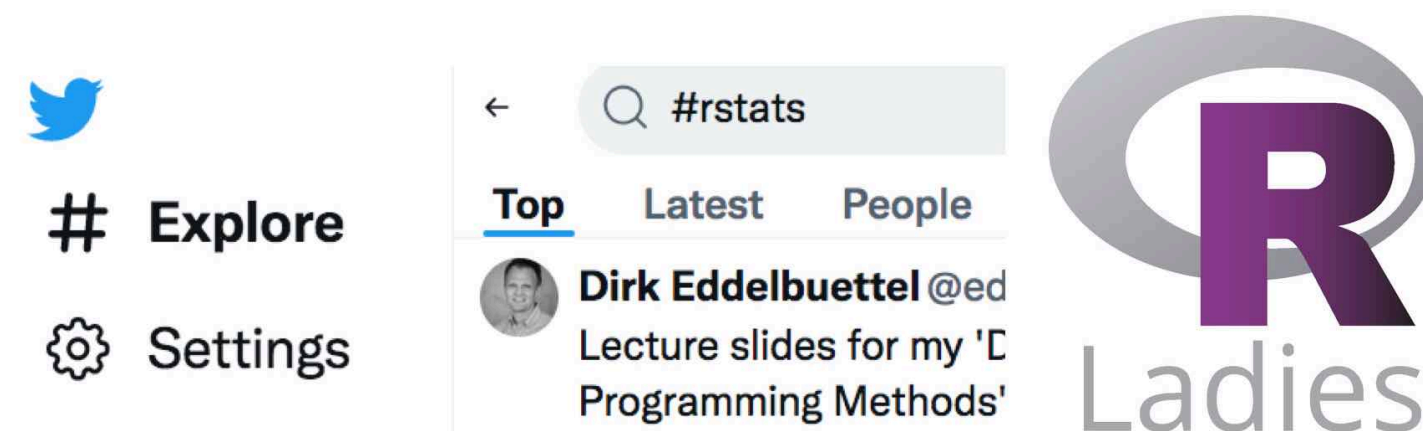 # Explore
Settings
← #rstats
Top Latest People
Dirk Eddelbuettel @ed
Lecture slides for my 'D
Programming Methods'
R
Ladies